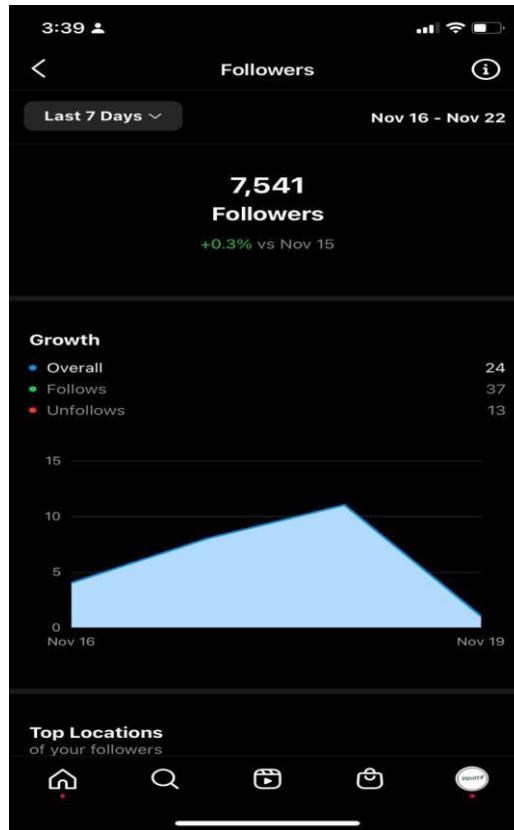 3:39
Followers
Last 7 Days
Nov 16 - Nov 22
7,541
Followers
+0.3% vs Nov 15
Growth
Overall 24
Follows 37
Unfollows 13
15
10
5
0
Nov 16 Nov 19
Top Locations
of your followers